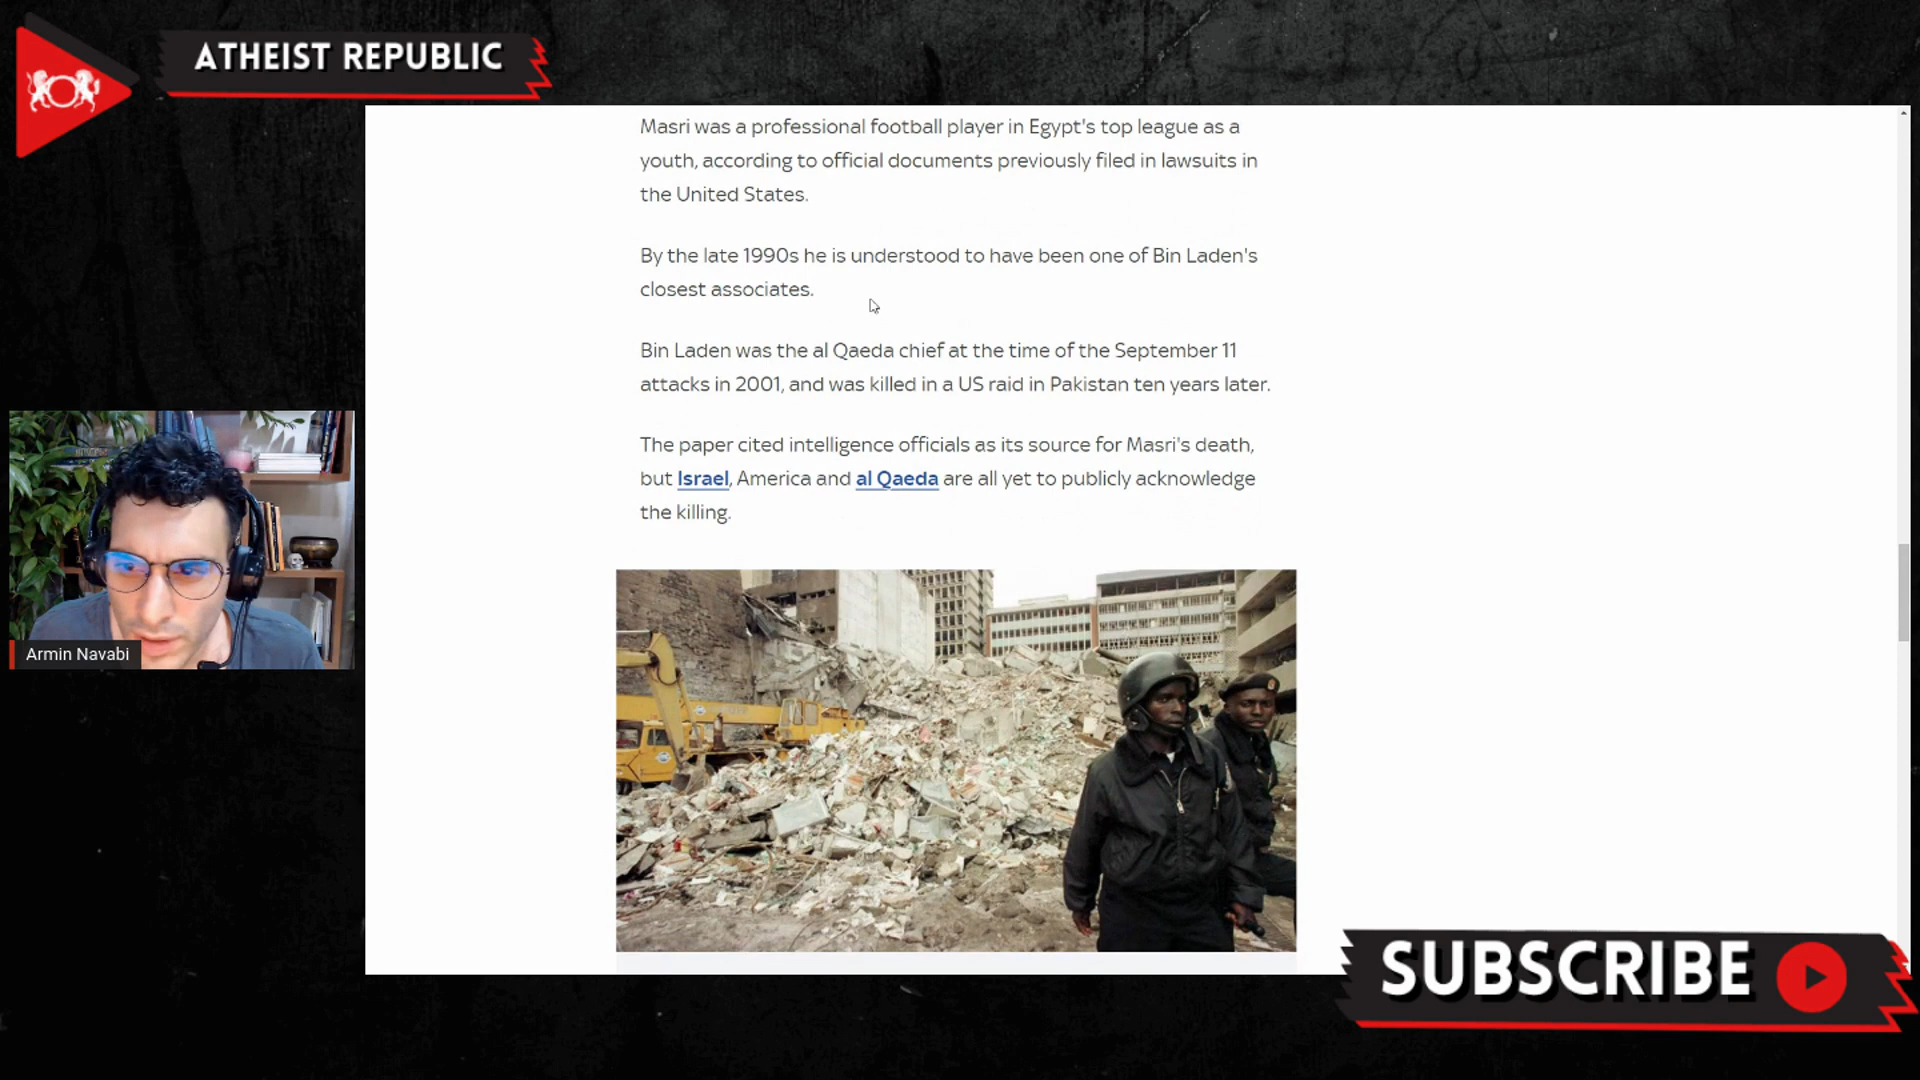 ATHEIST REPUBLIC
Masri was a professional football player in Egypt's top league as a
youth, according to official documents previously filed in lawsuits in
the United States.
By the late 1990s he is understood to have been one of Bin Laden's
closest associates.
Bin Laden was the al Qaeda chief at the time of the September 11
attacks in 2001, and was killed in a US raid in Pakistan ten years later.
The paper cited intelligence officials as its source for Masri's death,
but Israel, America and al Qaeda are all yet to publicly acknowledge
the killing.
Armin Navabi
SUBSCRIBE